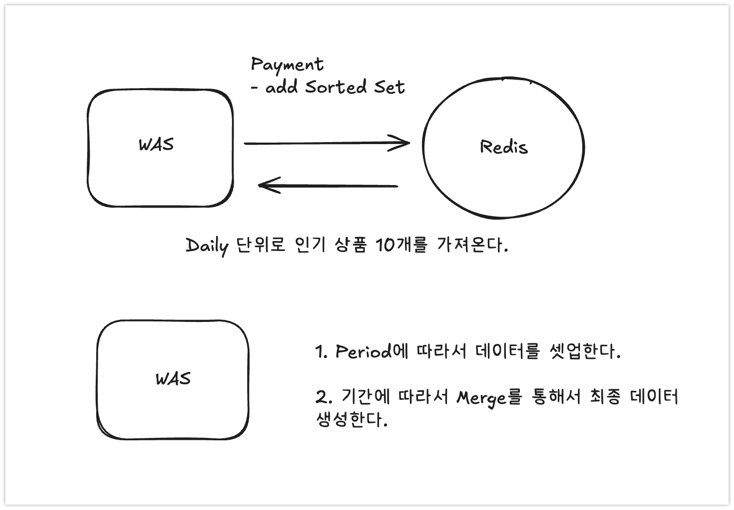 Payment
- add Sorted Set
WAS
Redis
Daily 단위로 인기 상품 10개를 가져온다.
WAS
1. Period에 따라서 데이터를 셋업한다.
2. 기간에 따라서 Merge를 통해서 최종 데이터
생성한다.